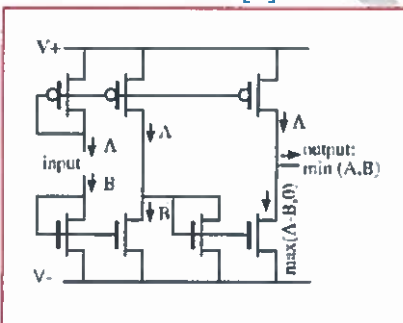 V+
A
A
A
input
output:
min (A,B)
B
B
max(A-B,0)
V-